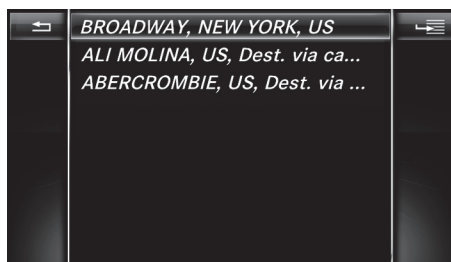 BROADWAY, NEW YORK, US
ALI MOLINA, US, Dest. via ca...
ABERCROMBIE, US, Dest. via ...